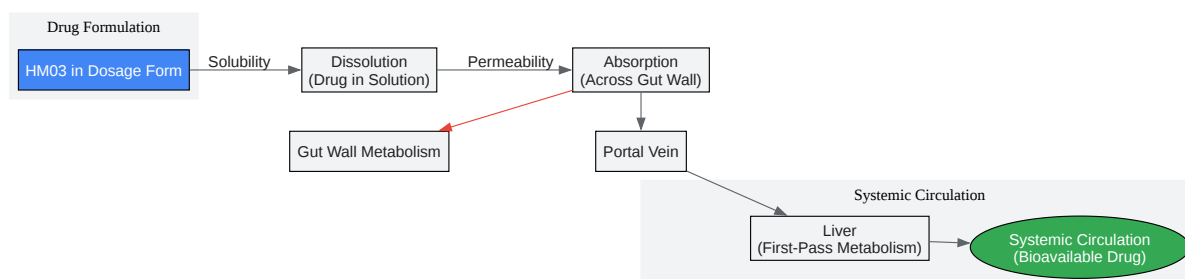 Drug Formulation
HM03 in Dosage Form
Solubility
Dissolution
(Drug in Solution)
Permeability
Absorption
(Across Gut Wall)
Gut Wall Metabolism
Portal Vein
Systemic Circulation
Liver
(First-Pass Metabolism)
Systemic Circulation
(Bioavailable Drug)